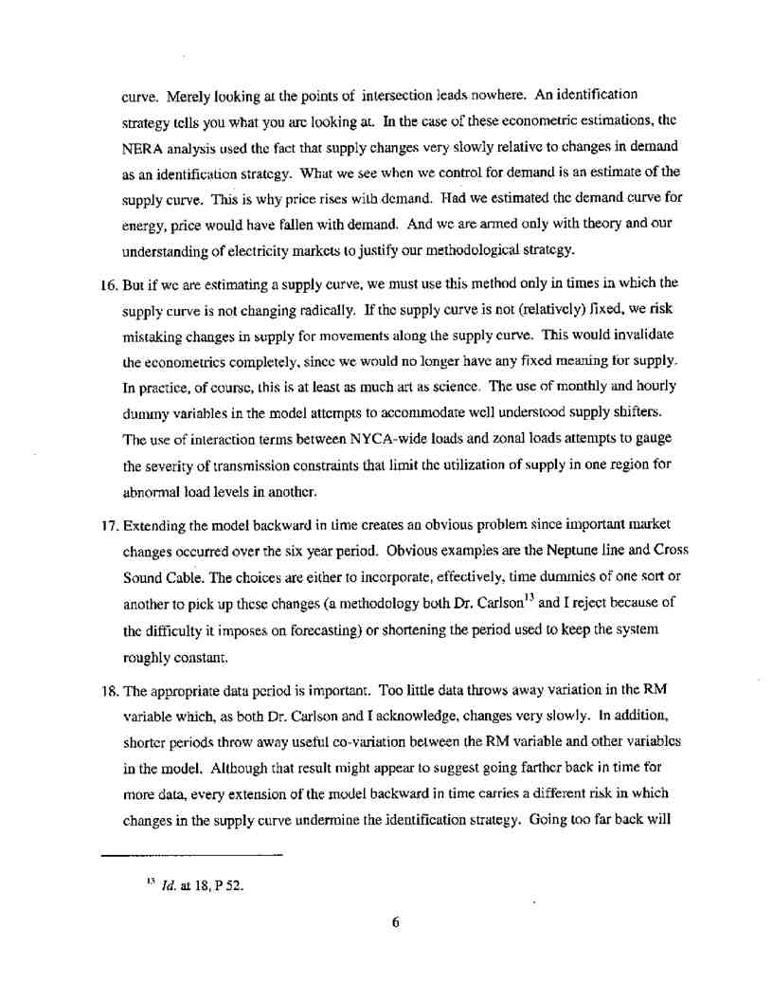 curve. Merely looking at the points of intersection leads nowhere. An identification
strategy tells you what you are looking at. In the case of these econometric estimations, the
NERA analysis used the fact that supply changes very slowly relative to changes in demand
as an identification strategy. What we see when we control for demand is an estimate of the
supply curve. This is why price rises with demand. Had we estimated the demand curve for
energy, price would have fallen with demand. And we are armed only with theory and our
understanding of electricity markets to justify our methodological strategy.
16. But if we are estimating a supply curve, we must use this method only in times in which the
supply curve is not changing radically. If the supply curve is not (relatively) fixed, we risk
mistaking changes in supply for movements along the supply curve. This would invalidate
the econometrics completely, since we would no longer have any fixed meaning for supply.
In practice, of course, this is at least as much art as science. The use of monthly and hourly
dummy variables in the model attempts to accommodate well understood supply shifters.
The use of interaction terms between NYCA-wide loads and zonal loads attempts to gauge
the severity of transmission constraints that limit the utilization of supply in one region for
abnormal load levels in another.
17. Extending the model backward in time creates an obvious problem since important market
changes occurred over the six year period. Obvious examples are the Neptune line and Cross
Sound Cable. The choices are either to incorporate, effectively, time dummies of one sort or
another to pick up these changes (a methodology both Dr. Carlson13 and I reject because of
the difficulty it imposes on forecasting) or shortening the period used to keep the system
roughly constant.
18. The appropriate data period is important. Too little data throws away variation in the RM
variable which, as both Dr. Carlson and I acknowledge, changes very slowly. In addition,
shorter periods throw away useful co-variation between the RM variable and other variables
in the model. Although that result might appear to suggest going farther back in time for
more data, every extension of the model backward in time carries a different risk in which
changes in the supply curve undermine the identification strategy. Going too far back will
13 Id. at 18, P 52.
6